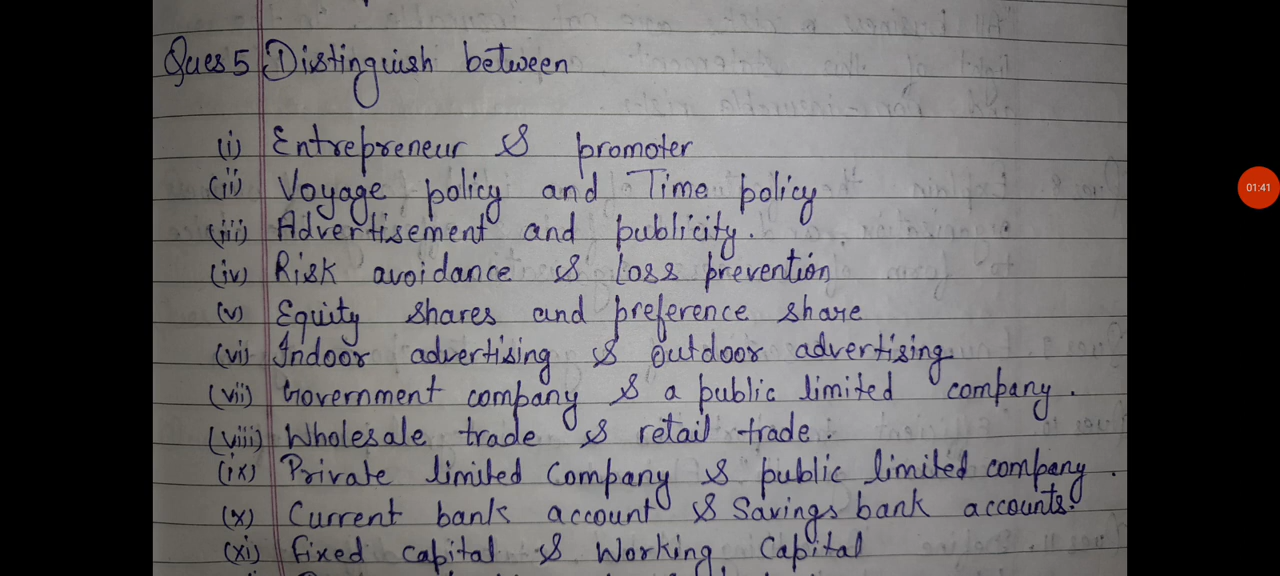 Ques 5 Distinguish between
(i) Entrepreneur & promoter
(ii) Voyage policy and Time policy
(iii) Advertisement and publicity.
(iv) Risk avoidance & Loss prevention
(v) Equity shares and preference share
(vi) Indoor advertising & outdoor advertising
(vii) Government company & a public limited company.
(viii) Wholesale trade & retail trade.
(ix) Private limited Company & public limited company.
(x) Current bank account & Savings bank accounts.
(xi) Fixed capital & Working Capital
01:41